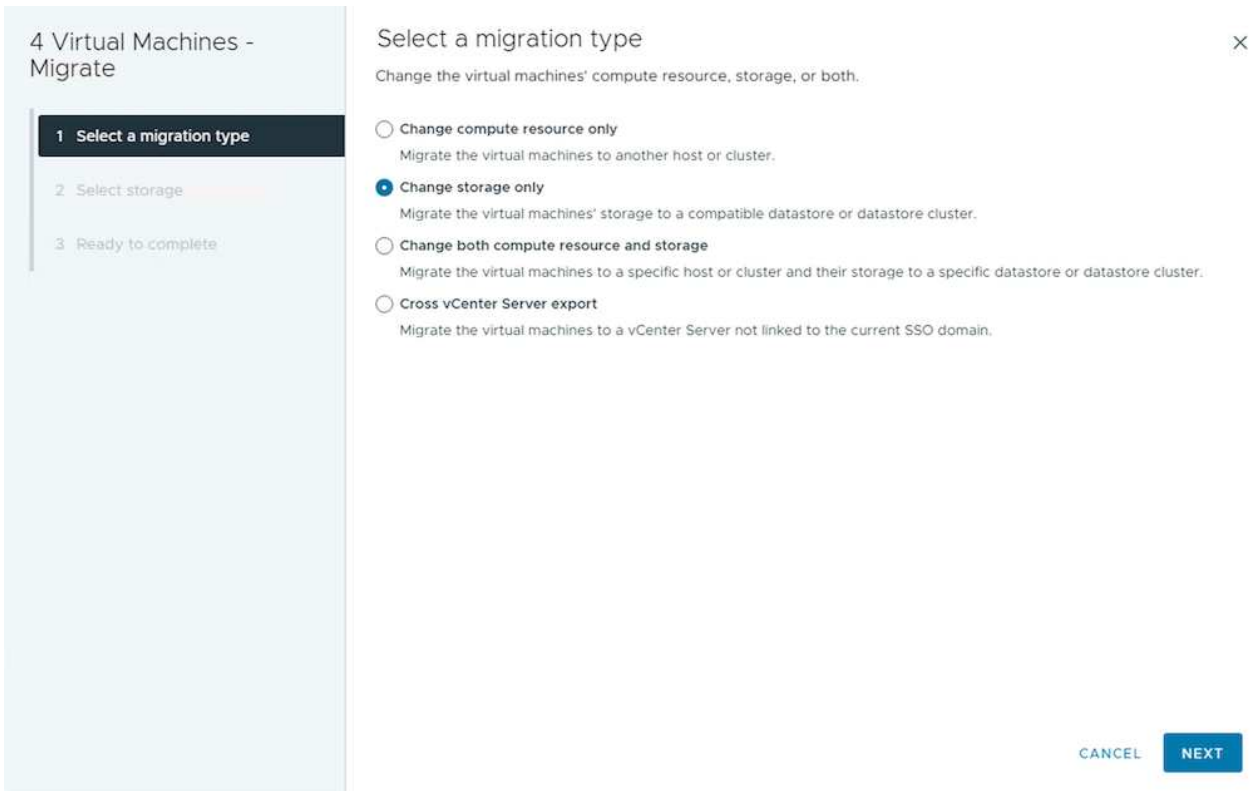 4 Virtual Machines -
Migrate
1 Select a migration type
2 Select storage
3 Ready to complete
Select a migration type
Change the virtual machines' compute resource, storage, or both.
Change compute resource only
Migrate the virtual machines to another host or cluster.
Change storage only
Migrate the virtual machines' storage to a compatible datastore or datastore cluster.
Change both compute resource and storage
Migrate the virtual machines to a specific host or cluster and their storage to a specific datastore or datastore cluster.
Cross vCenter Server export
Migrate the virtual machines to a vCenter Server not linked to the current SSO domain.
CANCEL
NEXT